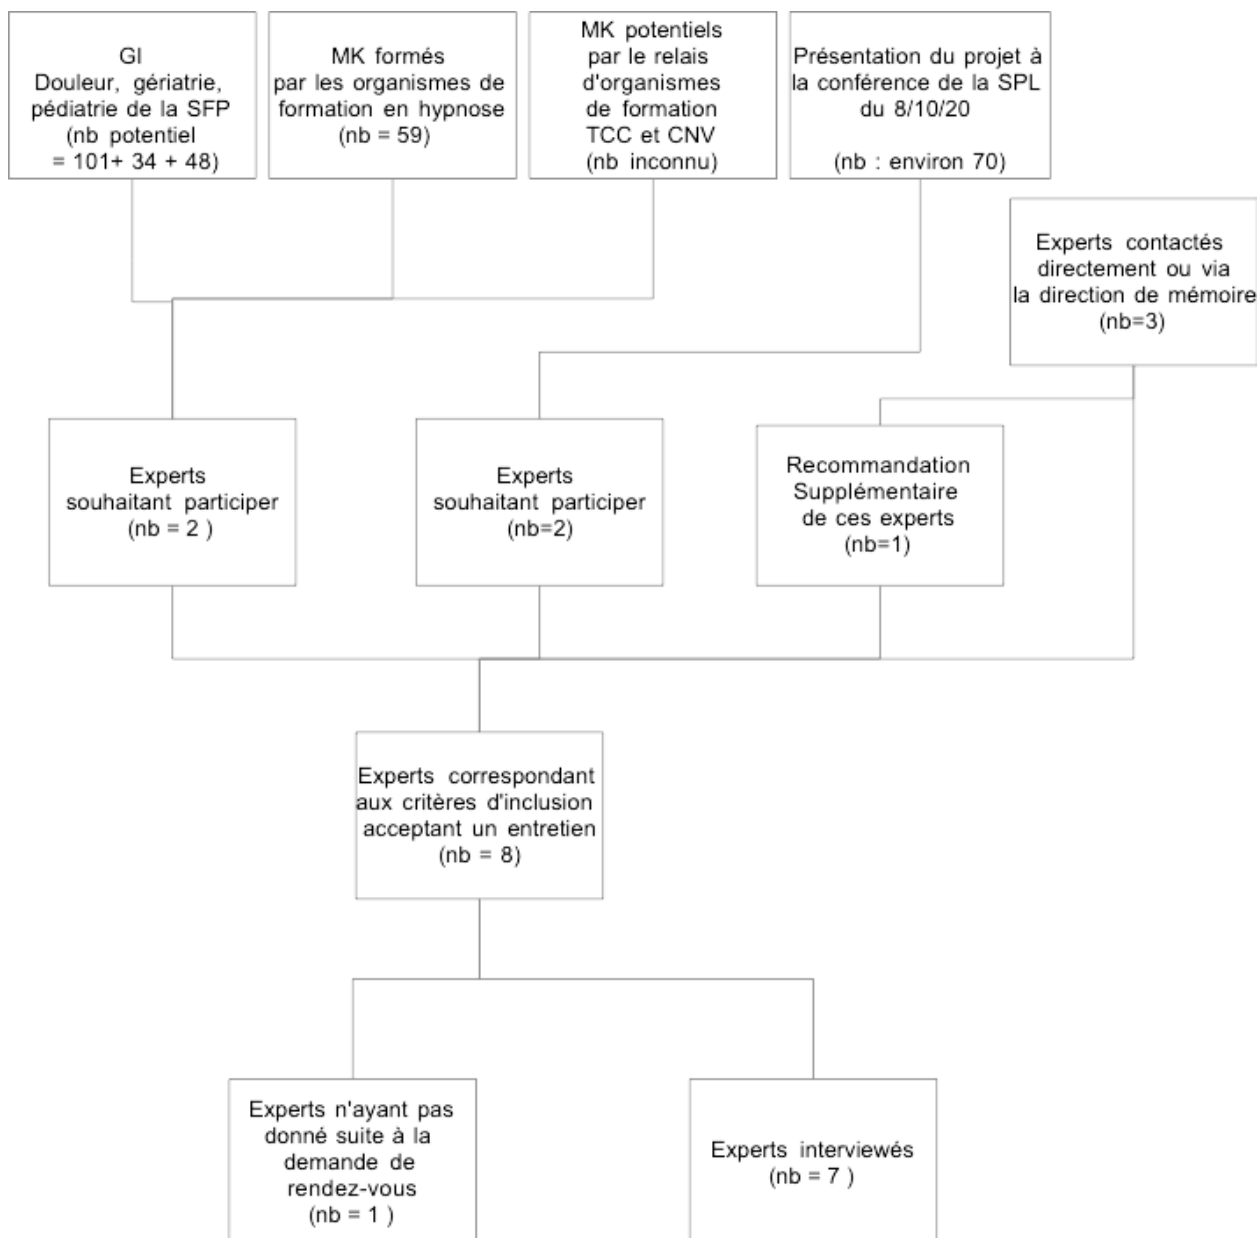 GI
Douleur, gériatrie,
pédiatrie de la SFP
(nb potentiel
= 101+ 34 + 48)
MK formés
par les organismes de
formation en hypnose
(nb = 59)
MK potentiels
par le relais
d'organismes
de formation
TCC et CNV
(nb inconnu)
Présentation du projet à
la conférence de la SPL
du 8/10/20
(nb : environ 70)
Experts contactés
directement ou via
la direction de mémoire
(nb=3)
Experts
souhaitant participer
(nb = 2 )
Experts
souhaitant participer
(nb=2)
Recommandation
Supplémentaire
de ces experts
(nb=1)
Experts correspondant
aux critères d'inclusion
acceptant un entretien
(nb = 8)
Experts n'ayant pas
donné suite à la
demande de
rendez-vous
(nb = 1 )
Experts interviewés
(nb = 7 )